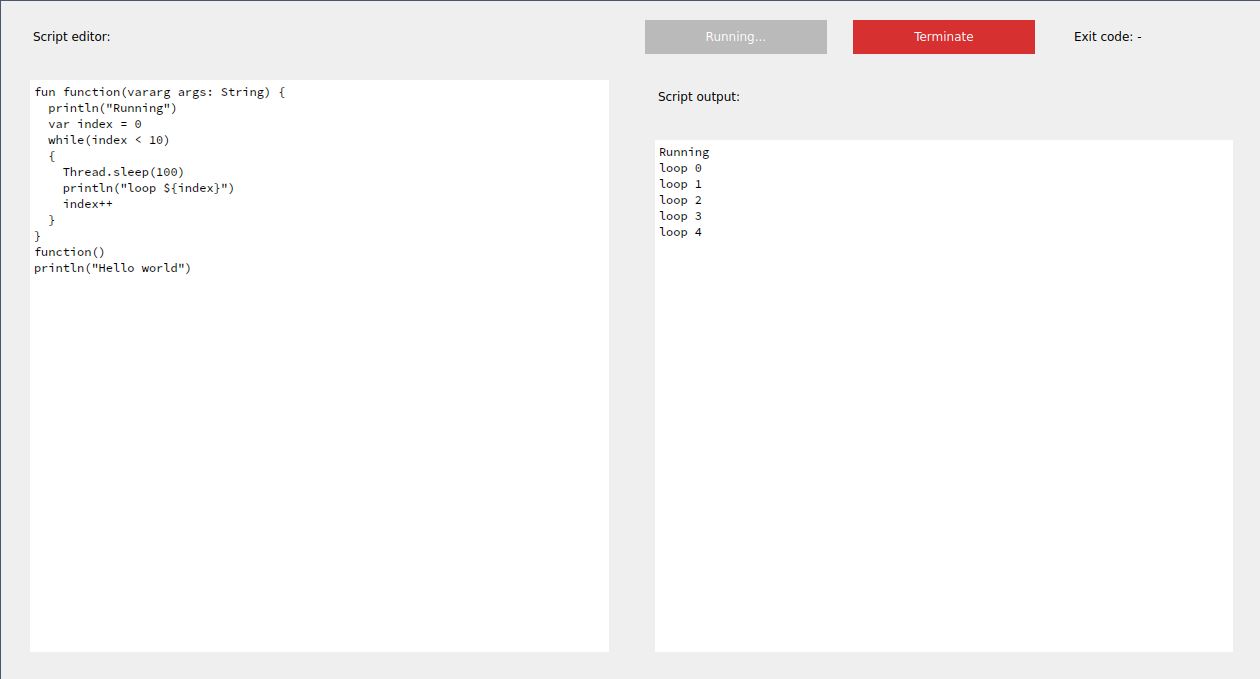 Script editor:
Running...
Terminate
Exit code: -
fun function(vararg args: String) {
  println("Running")
  var index = 0
  while(index < 10)
  {
    Thread.sleep(100)
    println("loop ${index}")
    index++
  }
}
function()
println("Hello world")
Script output:
Running
loop 0
loop 1
loop 2
loop 3
loop 4